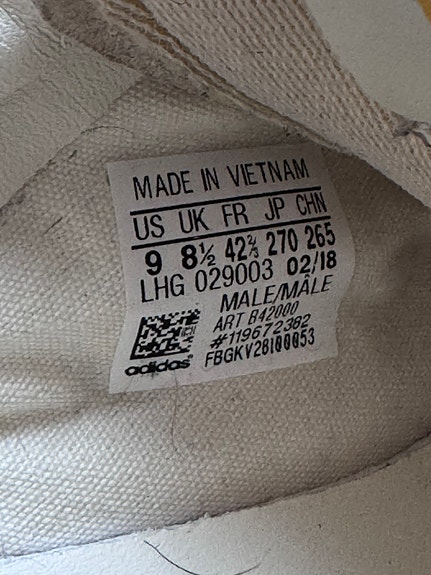 MADE IN VIETNAM
US UK FR JP CHN
9 8½ 42⅔ 270 265
LHG 029003 02/18
MALE/MÂLE
ART B42000
#119672382
adidas® FBGKV28I00053